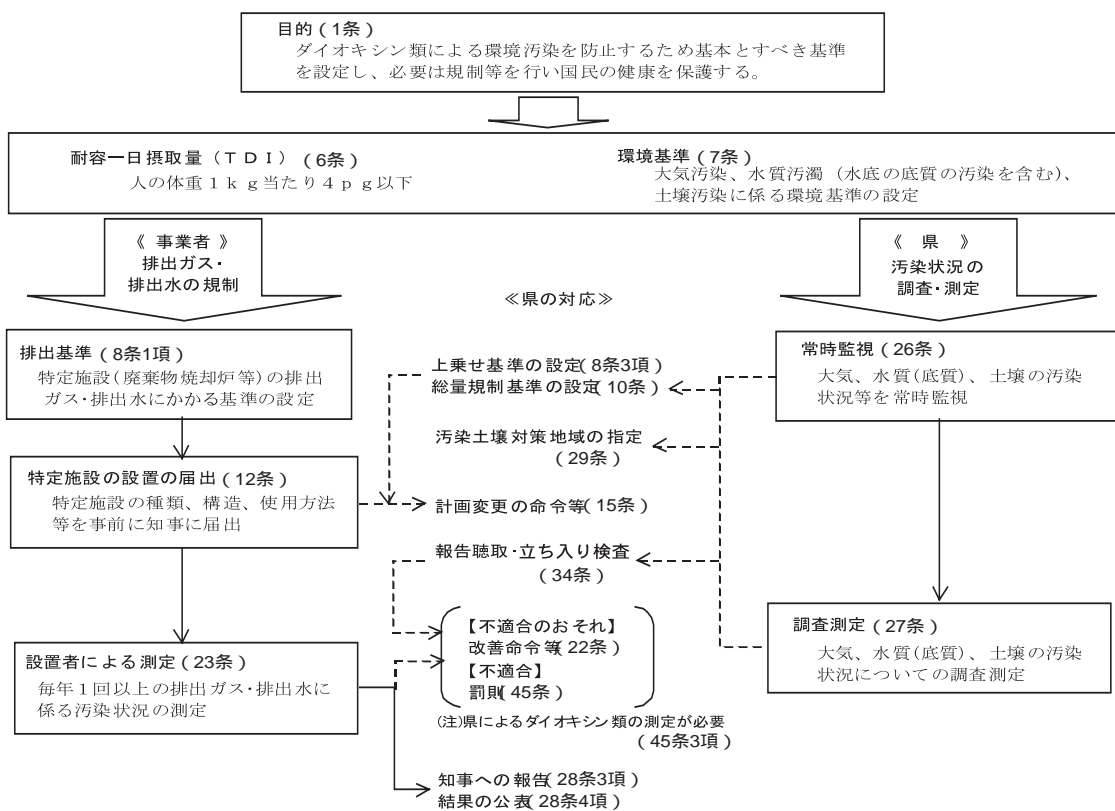 目的(1条)
ダイオキシン類による環境汚染を防止するため基本とすべき基準
を設定し、必要は規制等を行い国民の健康を保護する。
耐容一日摂取量(TDI)(6条)
人の体重1kg当たり4pg以下
環境基準(7条)
大気汚染、水質汚濁(水底の底質の汚染を含む)、
土壌汚染に係る環境基準の設定
《 事業者 》
排出ガス・
排出水の規制
《 県 》
汚染状況の
調査・測定
≪県の対応≫
排出基準(8条1項)
特定施設(廃棄物焼却炉等)の排出
ガス・排出水にかかる基準の設定
特定施設の設置の届出(12条)
特定施設の種類、構造、使用方法
等を事前に知事に届出
設置者による測定(23条)
毎年1回以上の排出ガス・排出水に
係る汚染状況の測定
上乗せ基準の設定(8条3項)
総量規制基準の設定(10条)
汚染土壌対策地域の指定
(29条)
計画変更の命令等(15条)
報告聴取・立ち入り検査
(34条)
【不適合のおそれ】
改善命令等(22条)
【不適合】
罰則(45条)
(注)県によるダイオキシン類の測定が必要
(45条3項)
知事への報告(28条3項)
結果の公表(28条4項)
常時監視(26条)
大気、水質(底質)、土壌の汚染
状況等を常時監視
調査測定(27条)
大気、水質(底質)、土壌の汚染
状況についての調査測定